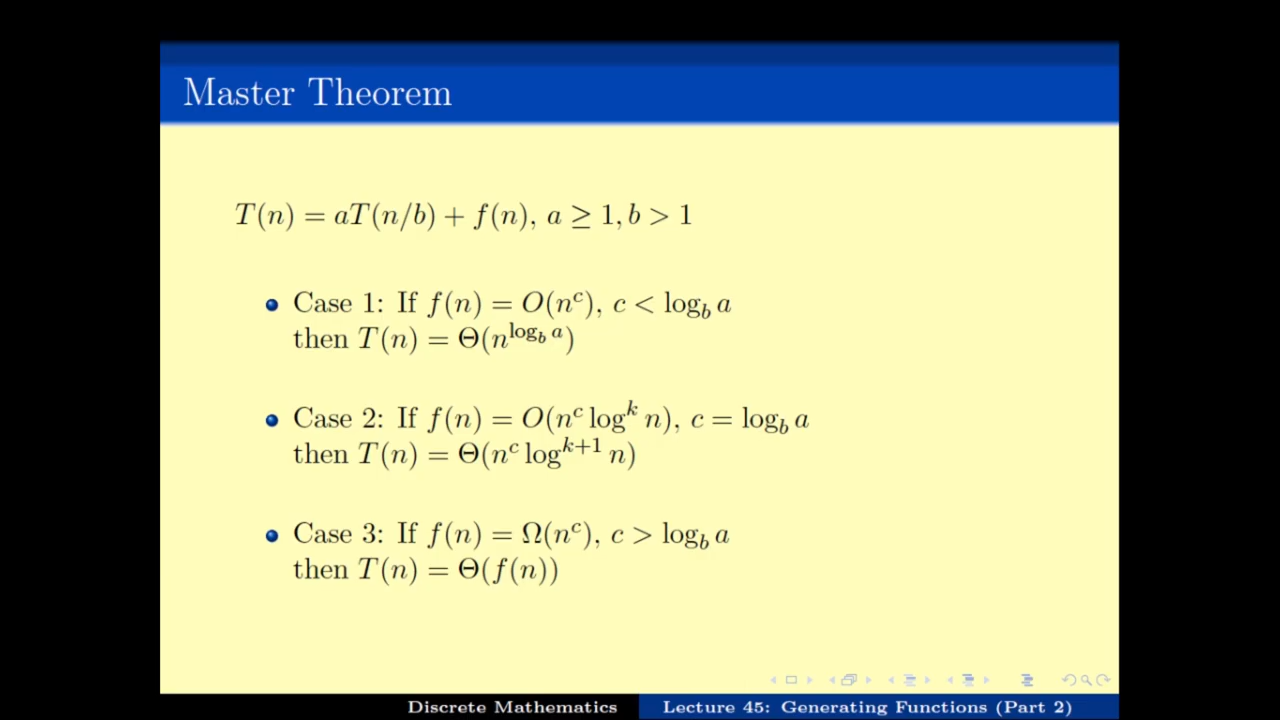 Master Theorem
T(n) = aT(n/b) + f(n), a ≥ 1, b > 1
Case 1: If f(n) = O(n^c), c < log_b a
then T(n) = Θ(n^{log_b a})
Case 2: If f(n) = O(n^c log^k n), c = log_b a
then T(n) = Θ(n^c log^{k+1} n)
Case 3: If f(n) = Ω(n^c), c > log_b a
then T(n) = Θ(f(n))
Discrete Mathematics
Lecture 45: Generating Functions (Part 2)